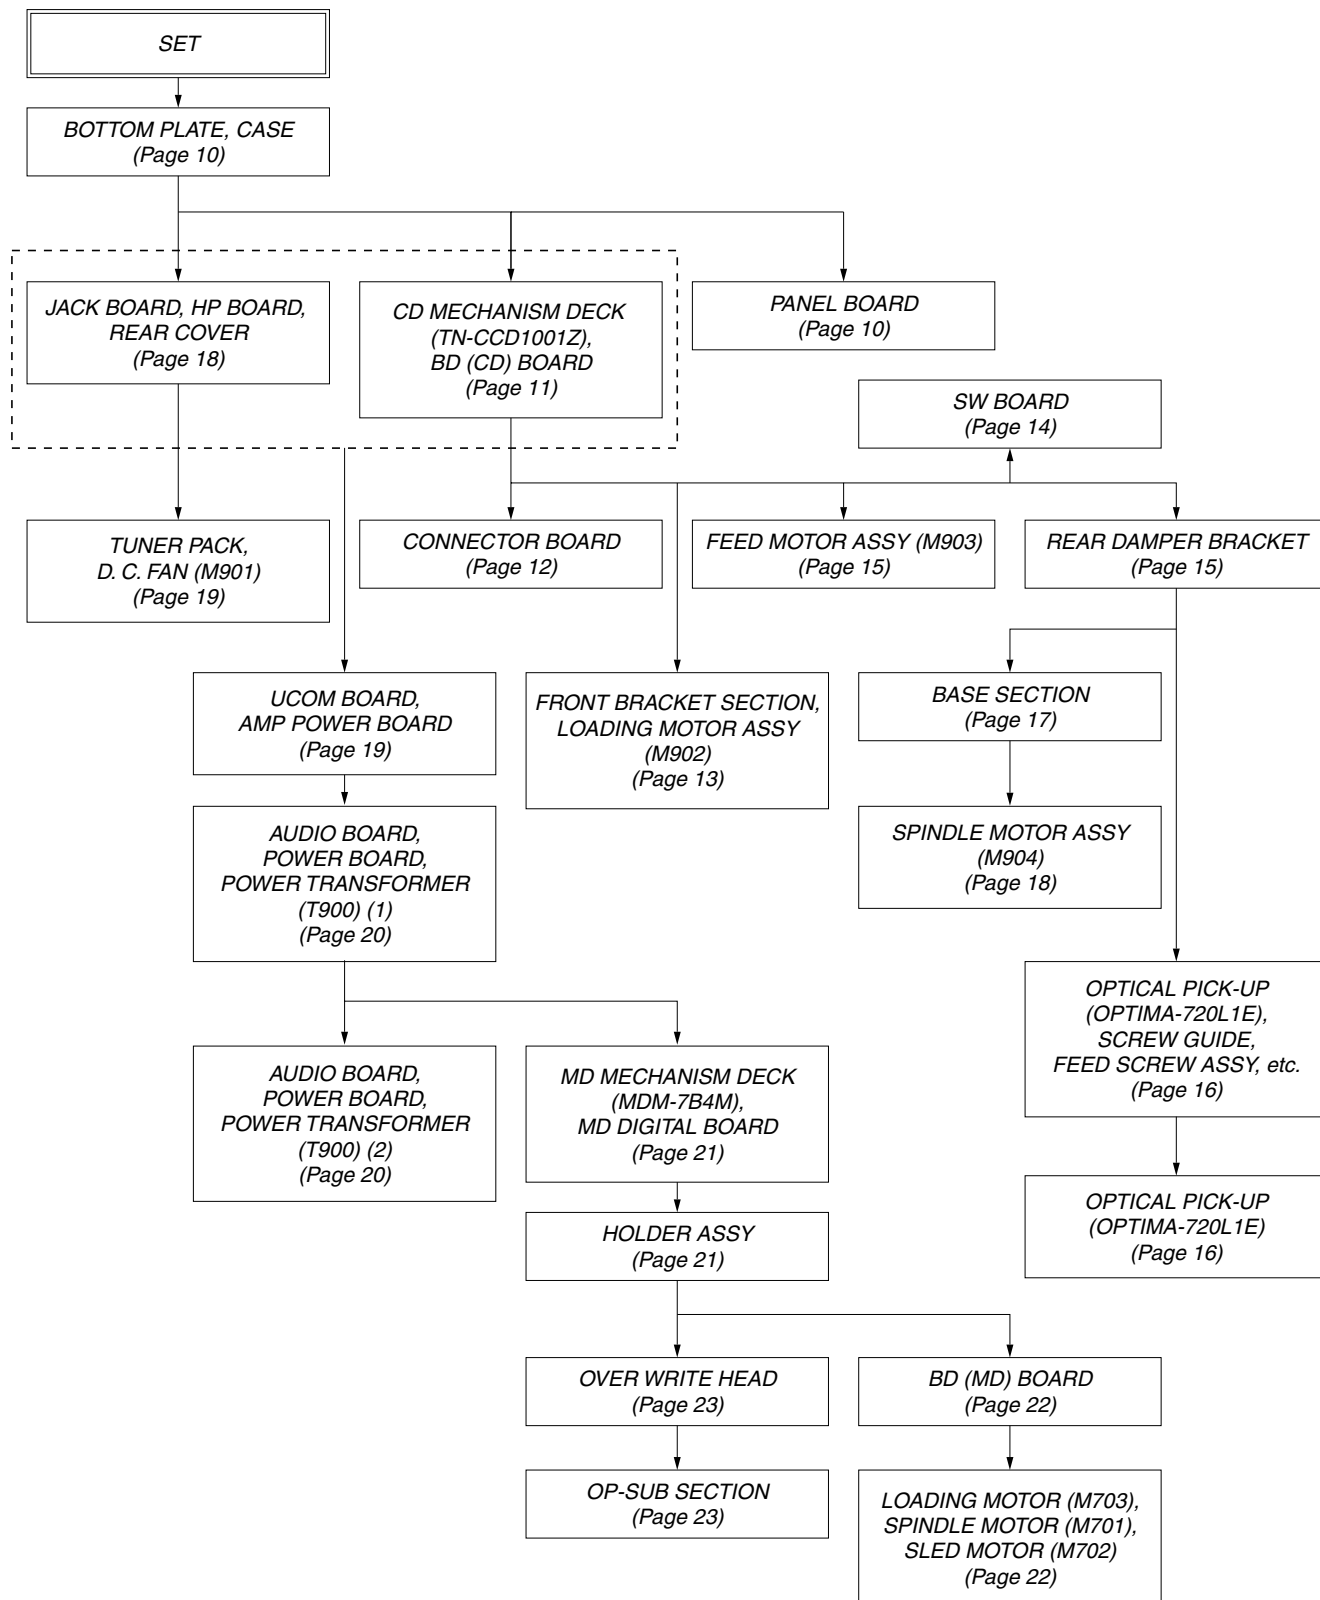 SET
BOTTOM PLATE, CASE
(Page 10)
JACK BOARD, HP BOARD,
REAR COVER
(Page 18)
CD MECHANISM DECK
(TN-CCD1001Z),
BD (CD) BOARD
(Page 11)
PANEL BOARD
(Page 10)
SW BOARD
(Page 14)
TUNER PACK,
D. C. FAN (M901)
(Page 19)
CONNECTOR BOARD
(Page 12)
FEED MOTOR ASSY (M903)
(Page 15)
REAR DAMPER BRACKET
(Page 15)
UCOM BOARD,
AMP POWER BOARD
(Page 19)
FRONT BRACKET SECTION,
LOADING MOTOR ASSY
(M902)
(Page 13)
BASE SECTION
(Page 17)
AUDIO BOARD,
POWER BOARD,
POWER TRANSFORMER
(T900) (1)
(Page 20)
SPINDLE MOTOR ASSY
(M904)
(Page 18)
OPTICAL PICK-UP
(OPTIMA-720L1E),
SCREW GUIDE,
FEED SCREW ASSY, etc.
(Page 16)
AUDIO BOARD,
POWER BOARD,
POWER TRANSFORMER
(T900) (2)
(Page 20)
MD MECHANISM DECK
(MDM-7B4M),
MD DIGITAL BOARD
(Page 21)
OPTICAL PICK-UP
(OPTIMA-720L1E)
(Page 16)
HOLDER ASSY
(Page 21)
OVER WRITE HEAD
(Page 23)
BD (MD) BOARD
(Page 22)
OP-SUB SECTION
(Page 23)
LOADING MOTOR (M703),
SPINDLE MOTOR (M701),
SLED MOTOR (M702)
(Page 22)